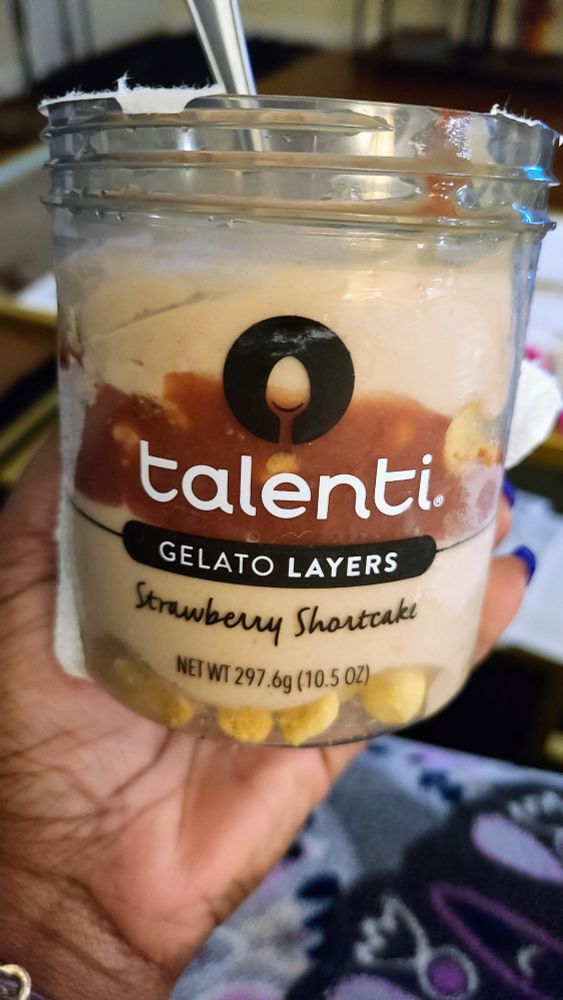 talenti®
GELATO LAYERS
Strawberry Shortcake
NET WT 297.6g (10.5 OZ)